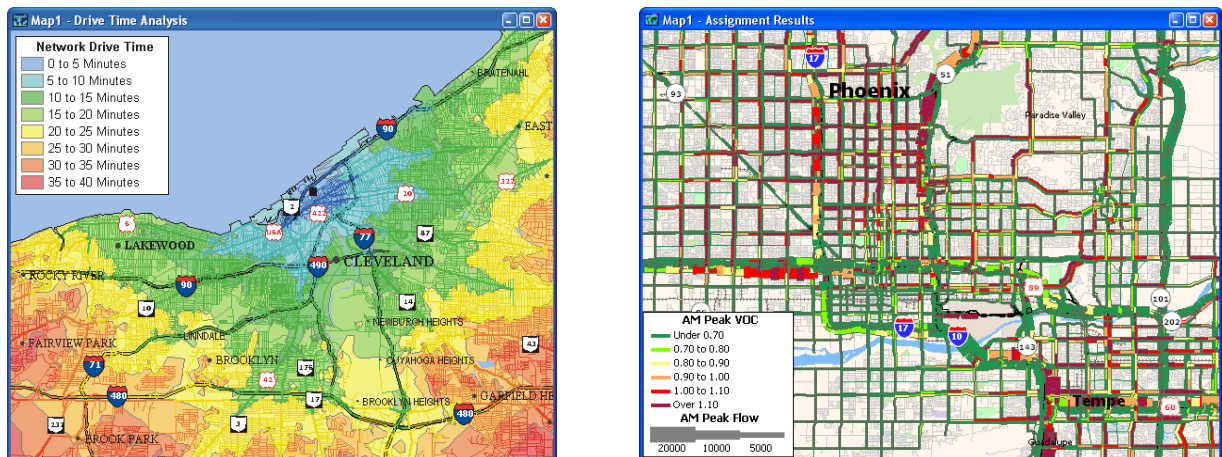 Map1 - Drive Time Analysis
Network Drive Time
0 to 5 Minutes
5 to 10 Minutes
10 to 15 Minutes
15 to 20 Minutes
20 to 25 Minutes
25 to 30 Minutes
30 to 35 Minutes
35 to 40 Minutes
BRATENAHL
90
EAST
322
20
2
422
U6A
6
87
77
LAKEWOOD
490
CLEVELAND
ROCKY RIVER
90
10
14
NEWBURGH HEIGHTS
LINNDALE
FAIRVIEW PARK
43
BROOKLYN
CUYAHOGA HEIGHTS
71
176
42
480
17
BROOKLYN HEIGHTS
GARFIELD HE
480
237
3
BROOK PARK
Map1 - Assignment Results
17
51
93
Phoenix
Paradise Valley
89
101
202
17
10
143
AM Peak VOC
Under 0.70
0.70 to 0.80
0.80 to 0.90
0.90 to 1.00
1.00 to 1.10
Over 1.10
AM Peak Flow
20000 10000 5000
Tempe
60
Guadalupe